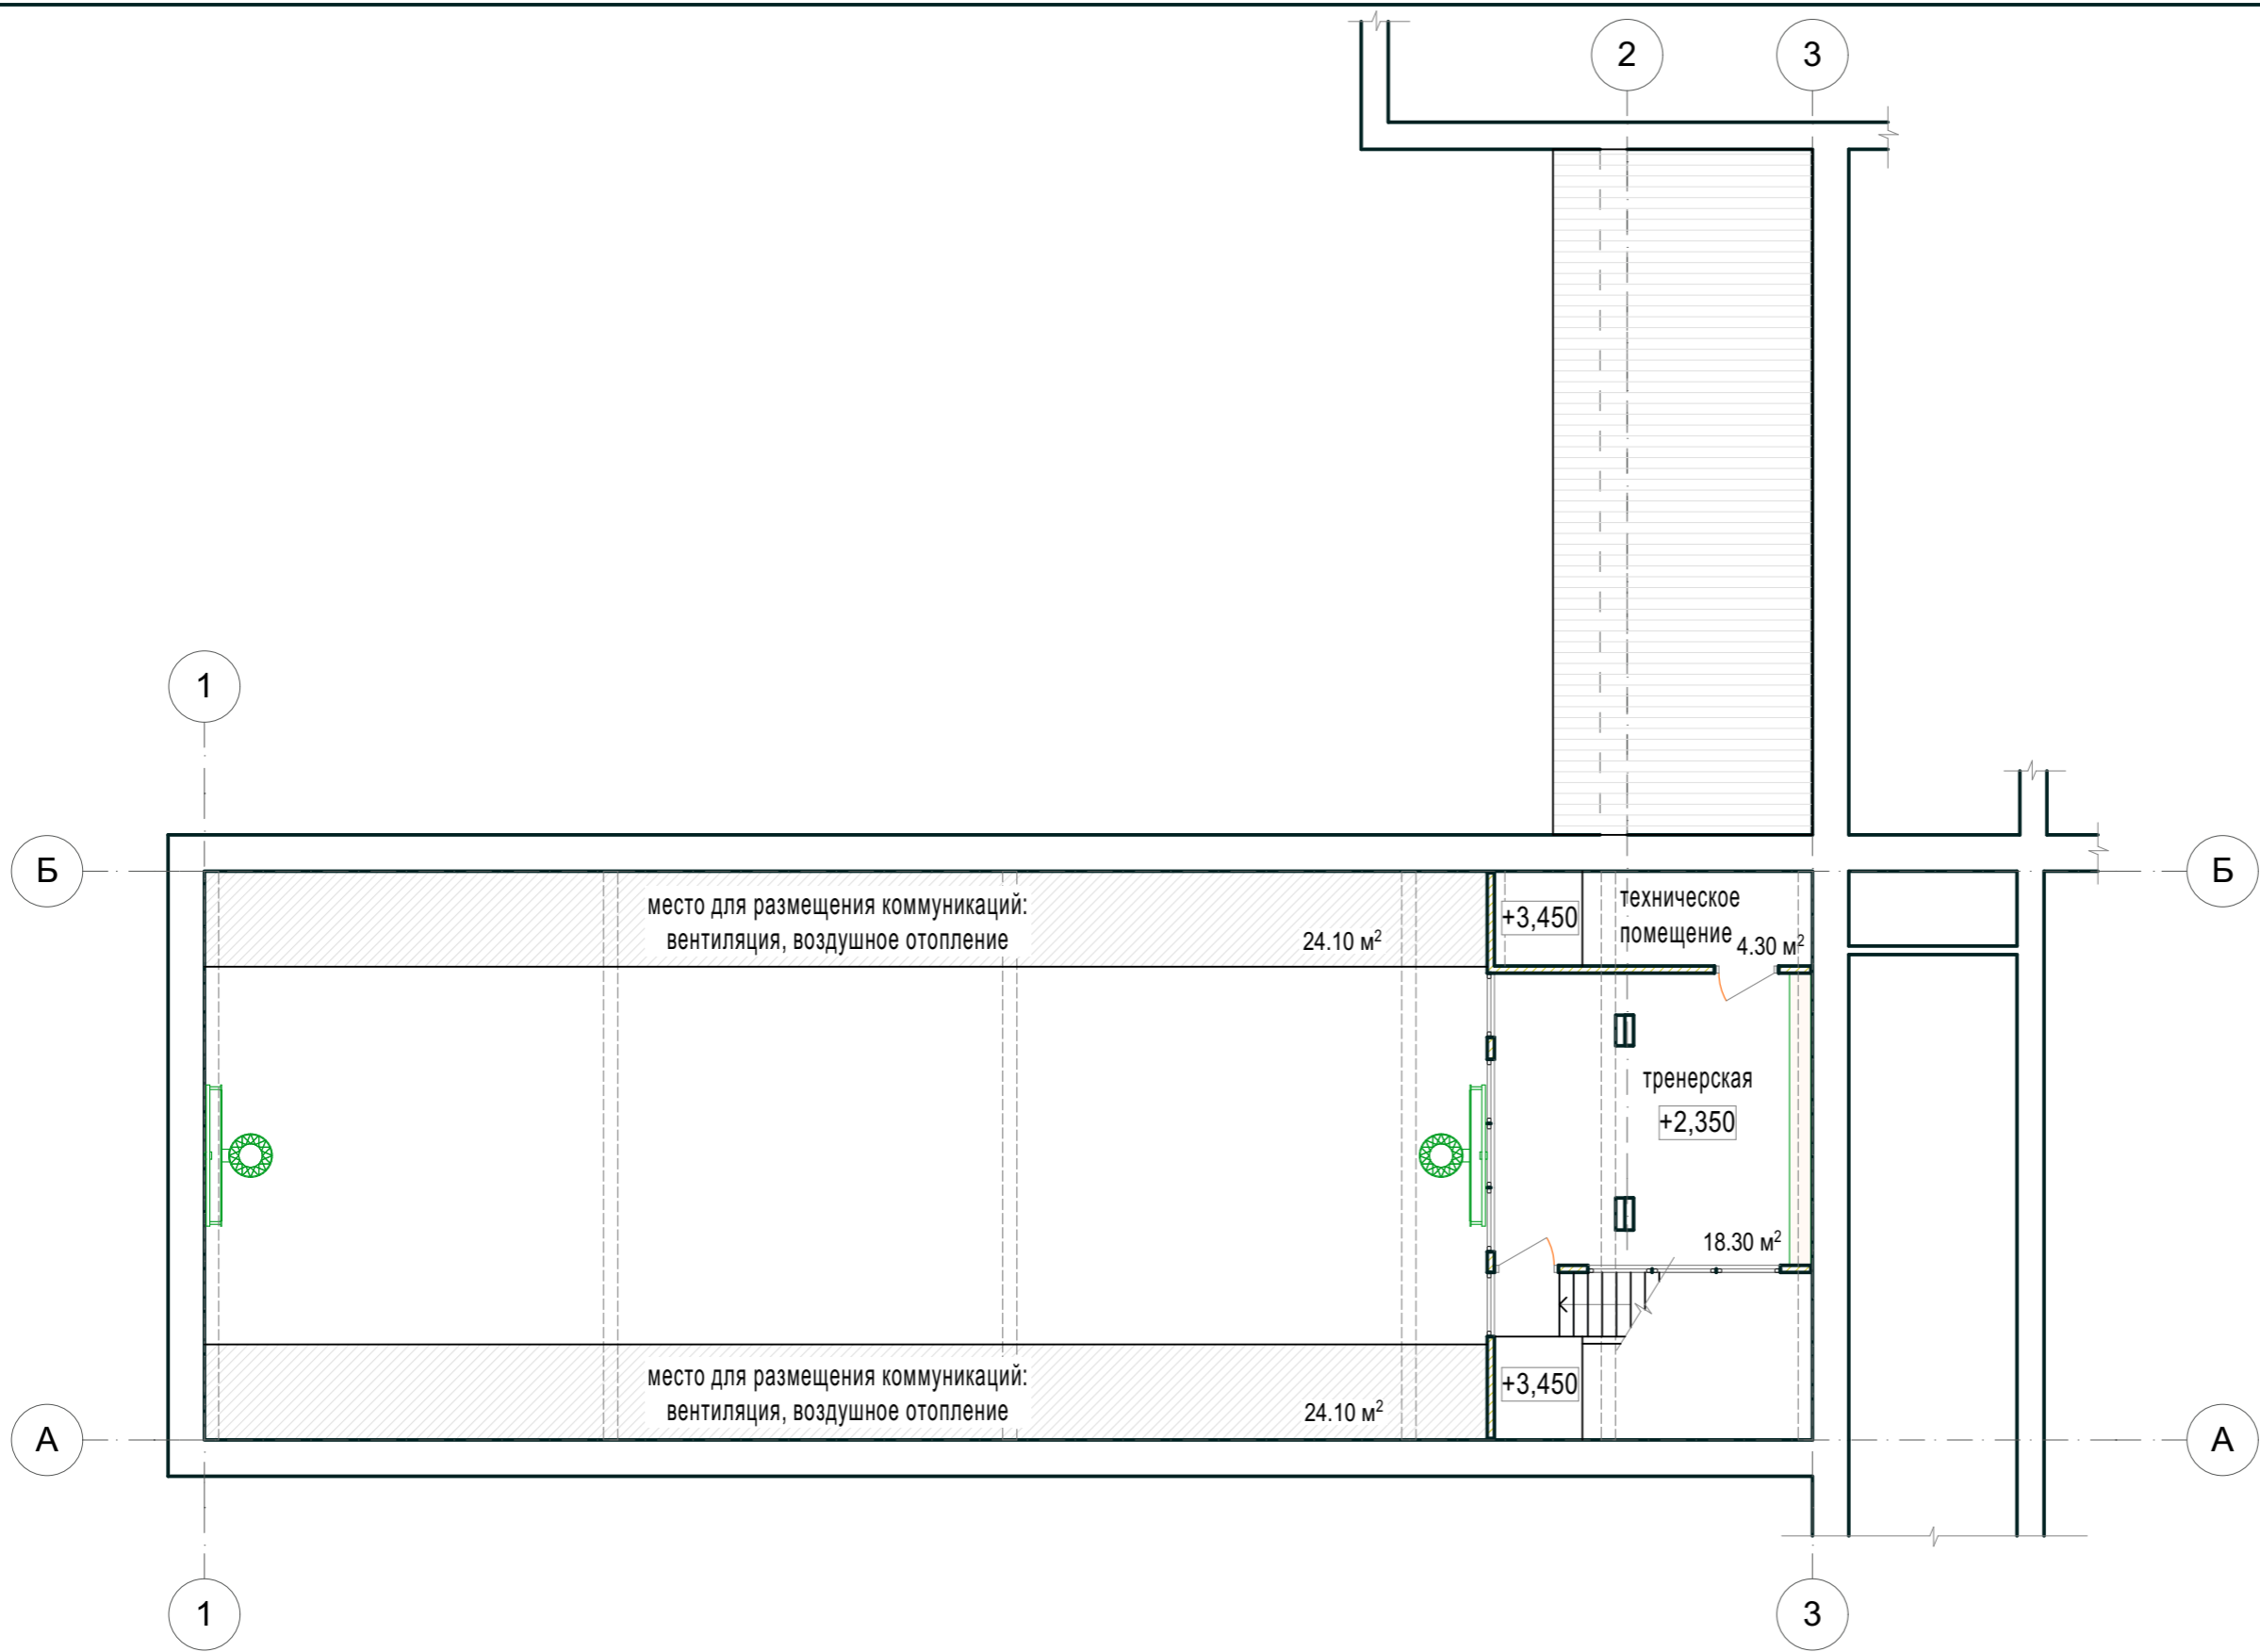 2
3
1
Б
Б
место для размещения коммуникаций:
вентиляция, воздушное отопление
24.10 м²
+3,450
техническое
помещение
4.30 м²
тренерская
+2,350
18.30 м²
место для размещения коммуникаций:
вентиляция, воздушное отопление
24.10 м²
+3,450
А
А
1
3